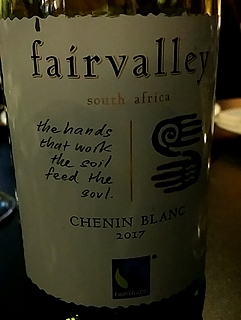 fairvalley
south africa
the hands
that work
the soil
feed the
soul.
CHENIN BLANC
2017